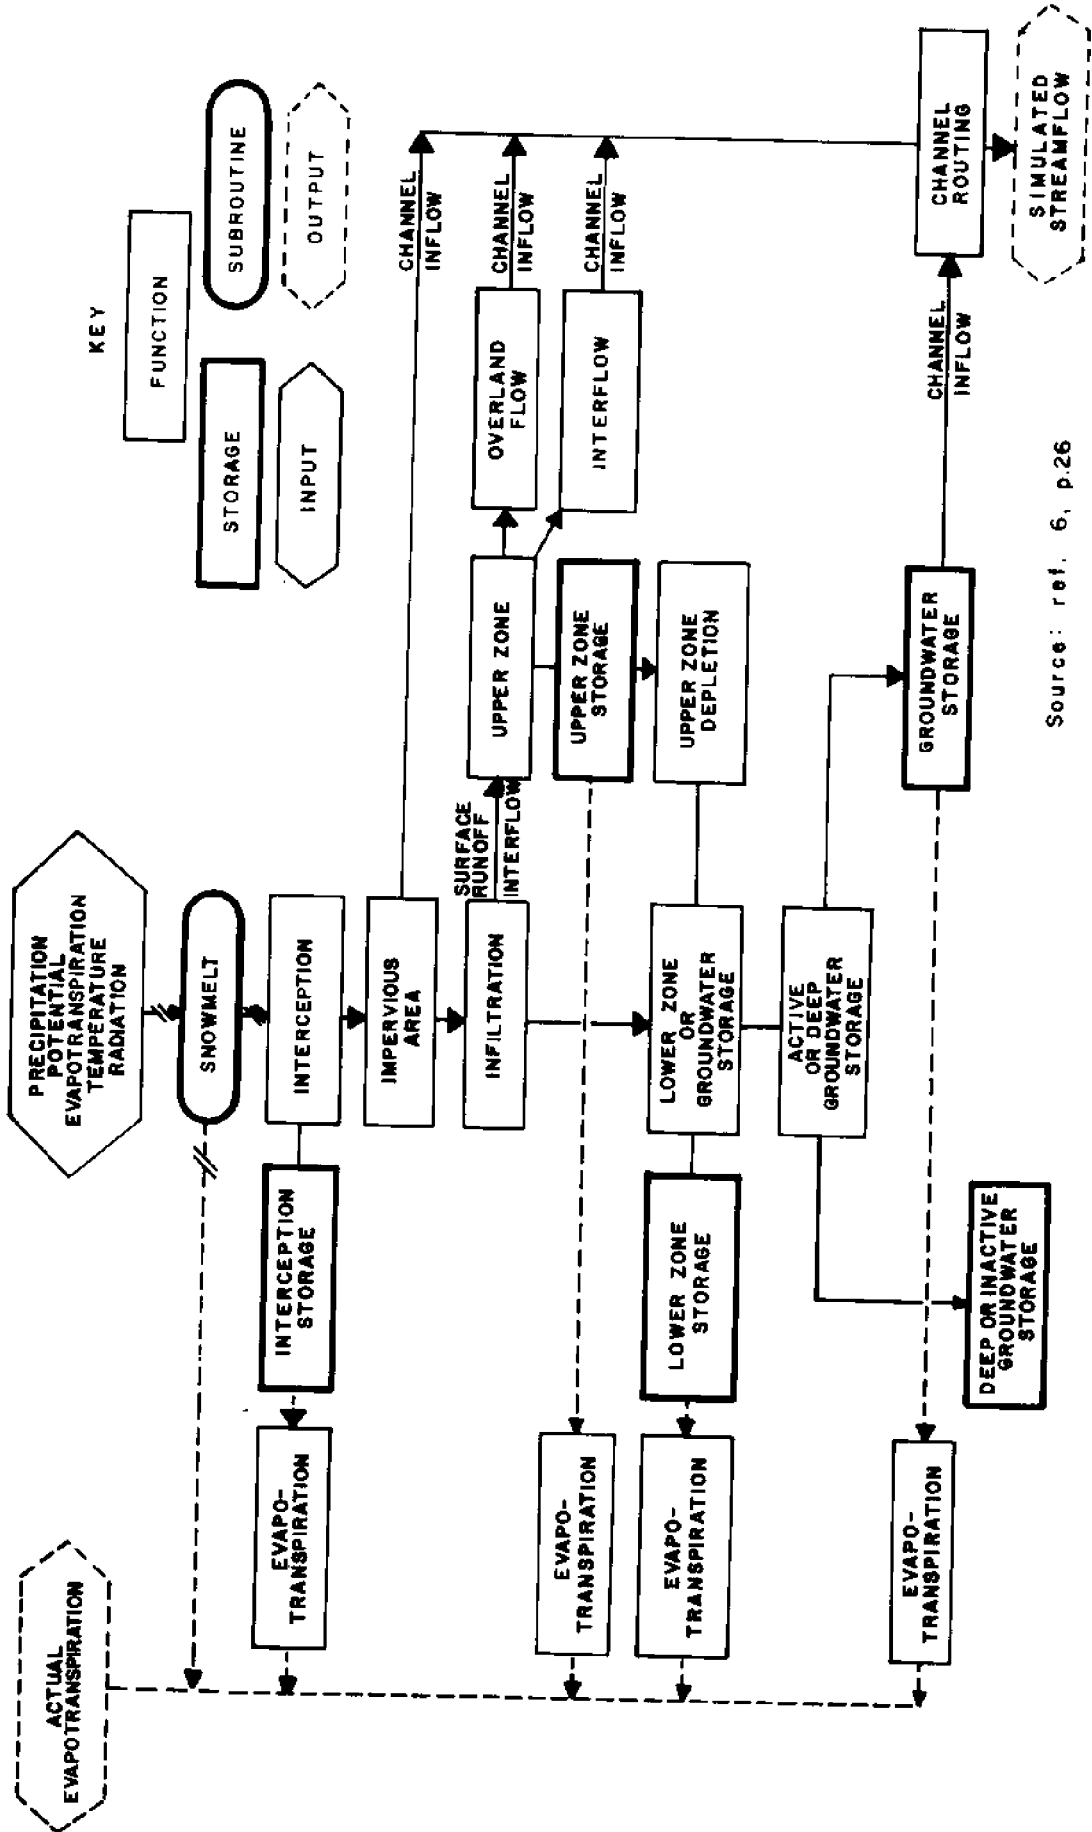 KEY
FUNCTION
STORAGE
SUBROUTINE
INPUT
OUTPUT
ACTUAL
EVAPOTRANSPIRATION
PRECIPITATION
POTENTIAL
EVAPOTRANSPIRATION
TEMPERATURE
RADIATION
SNOWMELT
EVAPO-
TRANSPIRATION
INTERCEPTION
STORAGE
INTERCEPTION
IMPERVIOUS
AREA
CHANNEL
INFLOW
INFILTRATION
SURFACE
RUNOFF
INTERFLOW
UPPER ZONE
OVERLAND
FLOW
CHANNEL
INFLOW
INTERFLOW
CHANNEL
INFLOW
EVAPO-
TRANSPIRATION
UPPER ZONE
STORAGE
EVAPO-
TRANSPIRATION
LOWER ZONE
STORAGE
LOWER ZONE
OR
GROUNDWATER
STORAGE
UPPER ZONE
DEPLETION
ACTIVE
OR DEEP
GROUNDWATER
STORAGE
EVAPO-
TRANSPIRATION
DEEP OR INACTIVE
GROUNDWATER
STORAGE
GROUNDWATER
STORAGE
CHANNEL
INFLOW
CHANNEL
ROUTING
SIMULATED
STREAMFLOW
Source: ref. 6, p.26